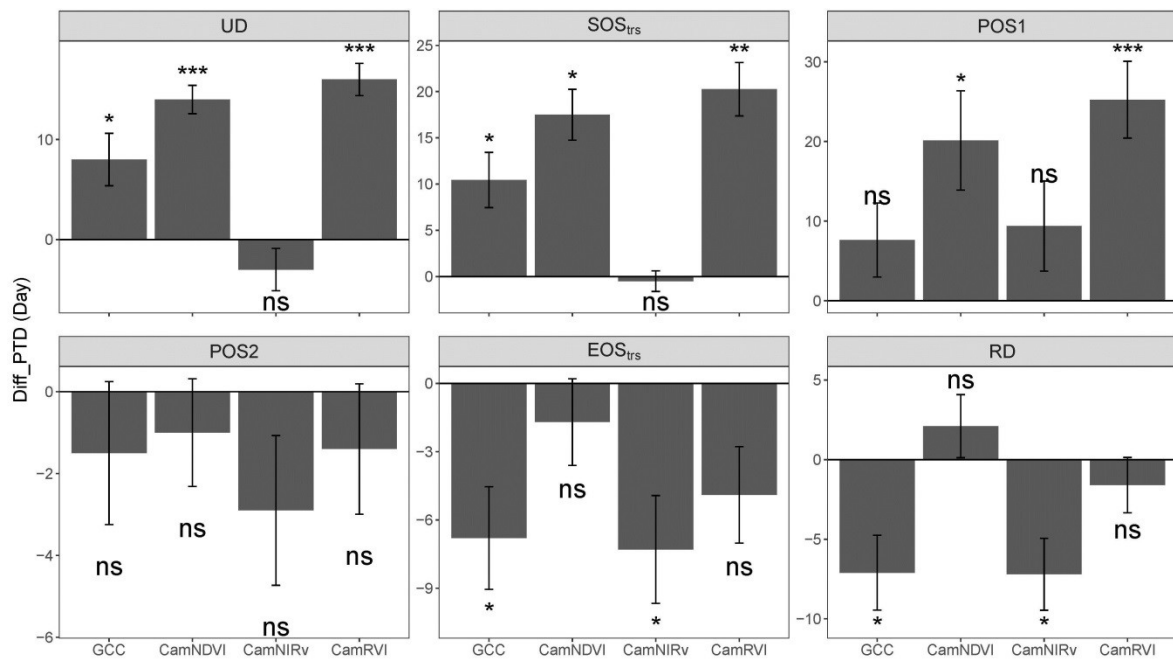 UD
SOStrs
POS1
Diff_PTD (Day)
10
0
* *** ns ***
25
20
15
10
5
0
* * ns **
30
20
10
0
ns * ns ***
POS2
EOStrs
RD
0
−2
−4
−6
ns ns ns ns
0
−3
−6
−9
* ns * ns
5
0
−5
−10
* ns * ns
GCC CamNDVI CamNIRv CamRVI
GCC CamNDVI CamNIRv CamRVI
GCC CamNDVI CamNIRv CamRVI